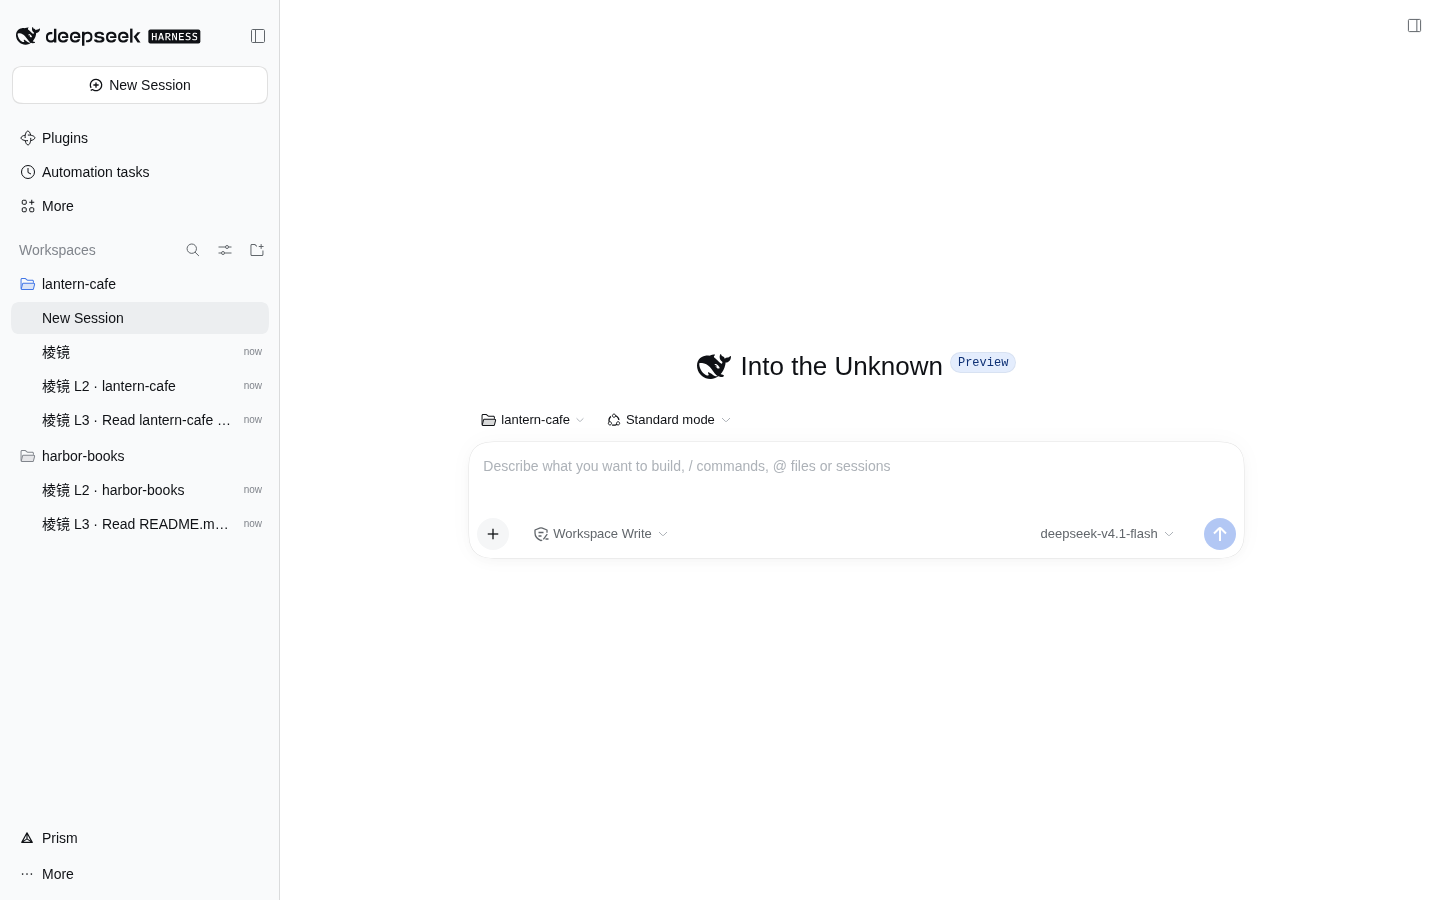 deepseek HARNESS
New Session
Plugins
Automation tasks
More
Workspaces
lantern-cafe
New Session
棱镜 now
棱镜 L2 · lantern-cafe now
棱镜 L3 · Read lantern-cafe ... now
harbor-books
棱镜 L2 · harbor-books now
棱镜 L3 · Read README.m... now
Prism
More
Into the Unknown Preview
lantern-cafe Standard mode
Describe what you want to build, / commands, @ files or sessions
Workspace Write deepseek-v4.1-flash